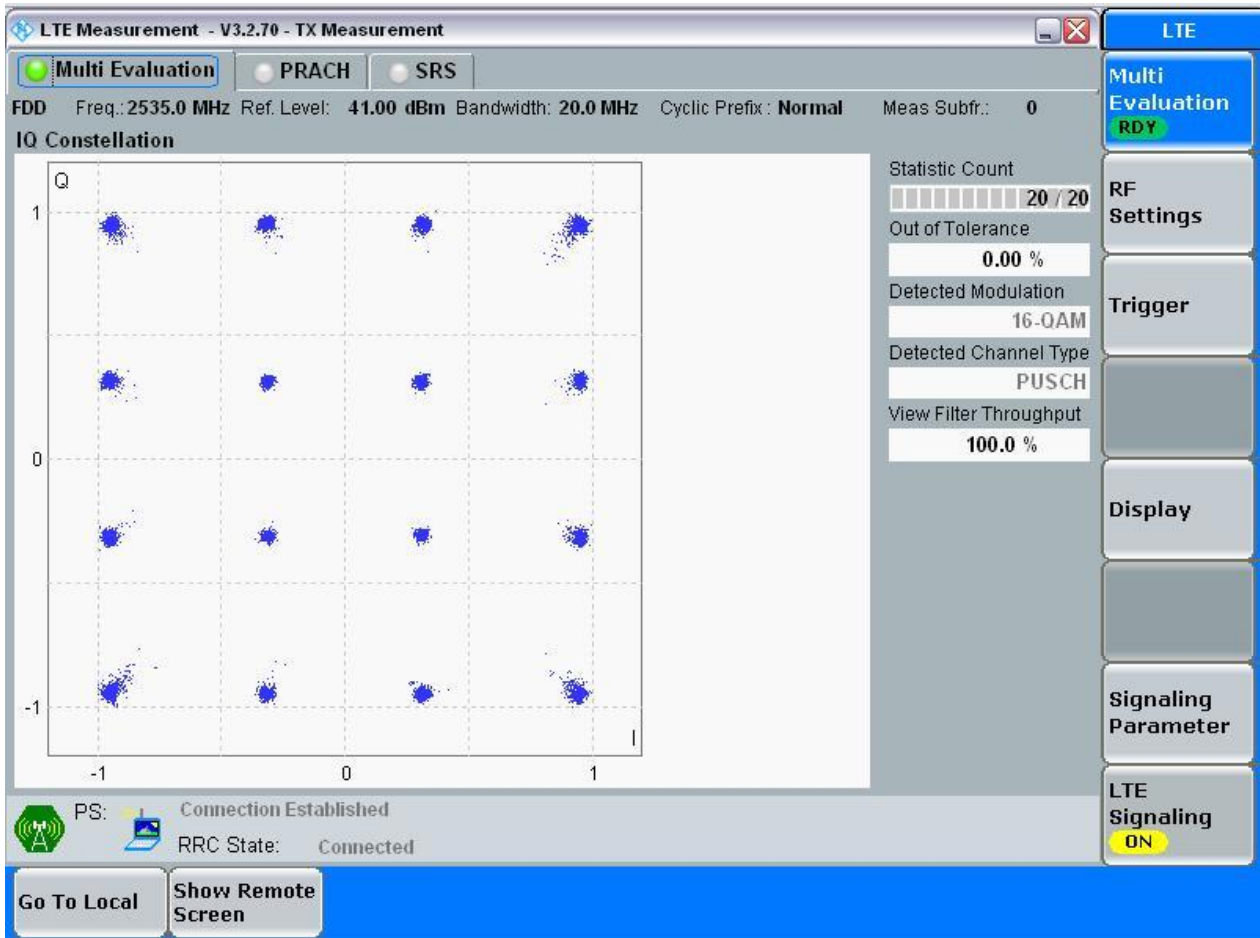 LTE Measurement - V3.2.70 - TX Measurement
LTE
Multi Evaluation PRACH SRS
Multi
Evaluation
RDY
FDD Freq.: 2535.0 MHz Ref. Level: 41.00 dBm Bandwidth: 20.0 MHz Cyclic Prefix : Normal Meas Subfr.: 0
IQ Constellation
Q
1
0
-1
I
-1 0 1
Statistic Count
20 / 20
Out of Tolerance
0.00 %
Detected Modulation
16-QAM
Detected Channel Type
PUSCH
View Filter Throughput
100.0 %
RF
Settings
Trigger
Display
Signaling
Parameter
LTE
Signaling
ON
PS: Connection Established
RRC State: Connected
Go To Local
Show Remote
Screen